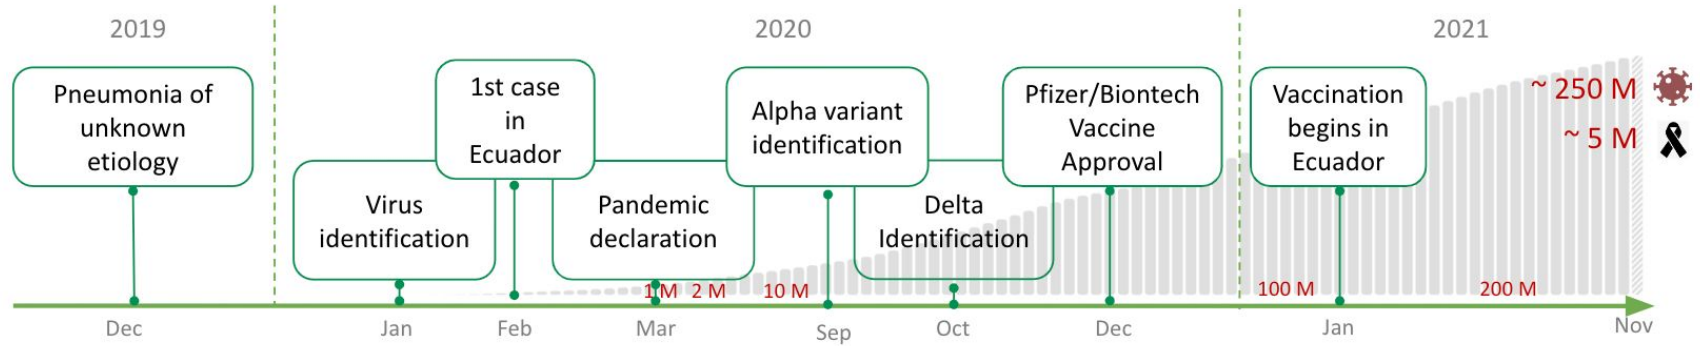 2019
2020
2021
Pneumonia of
unknown
etiology
Virus
identification
1st case
in
Ecuador
Pandemic
declaration
Alpha variant
identification
Delta
Identification
Pfizer/Biontech
Vaccine
Approval
Vaccination
begins in
Ecuador
~ 250 M
~ 5 M
1M 2 M 10 M 100 M 200 M
Dec Jan Feb Mar Sep Oct Dec Jan Nov